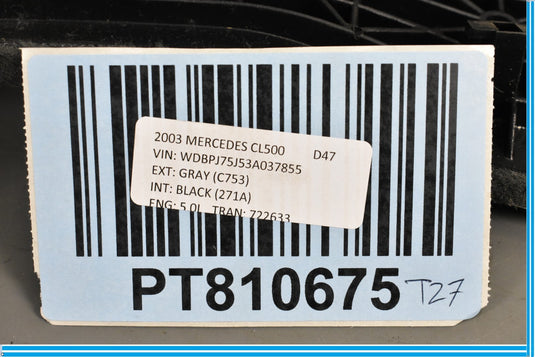 2003 MERCEDES CL500 D47
VIN: WDBPJ75J53A037855
EXT: GRAY (C753)
INT: BLACK (271A)
ENG: 5.0L TRAN: 722633
PT810675 T27